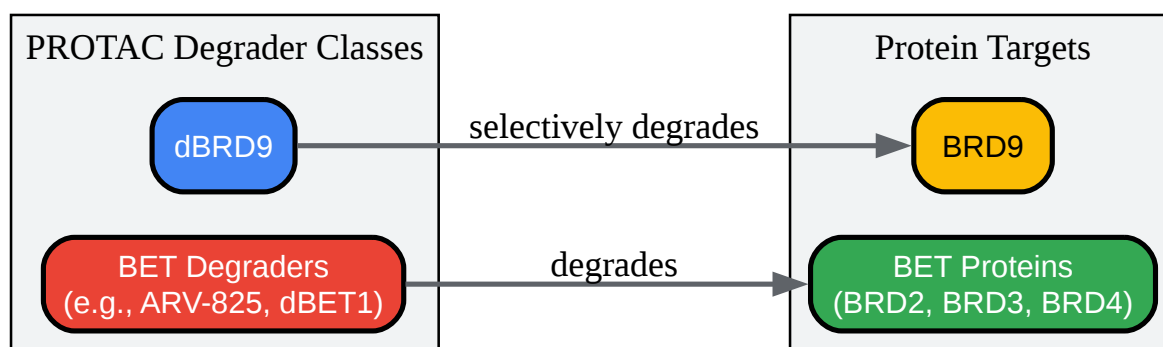 PROTAC Degrader Classes
Protein Targets
dBRD9
selectively degrades
BRD9
BET Degraders
(e.g., ARV-825, dBET1)
degrades
BET Proteins
(BRD2, BRD3, BRD4)